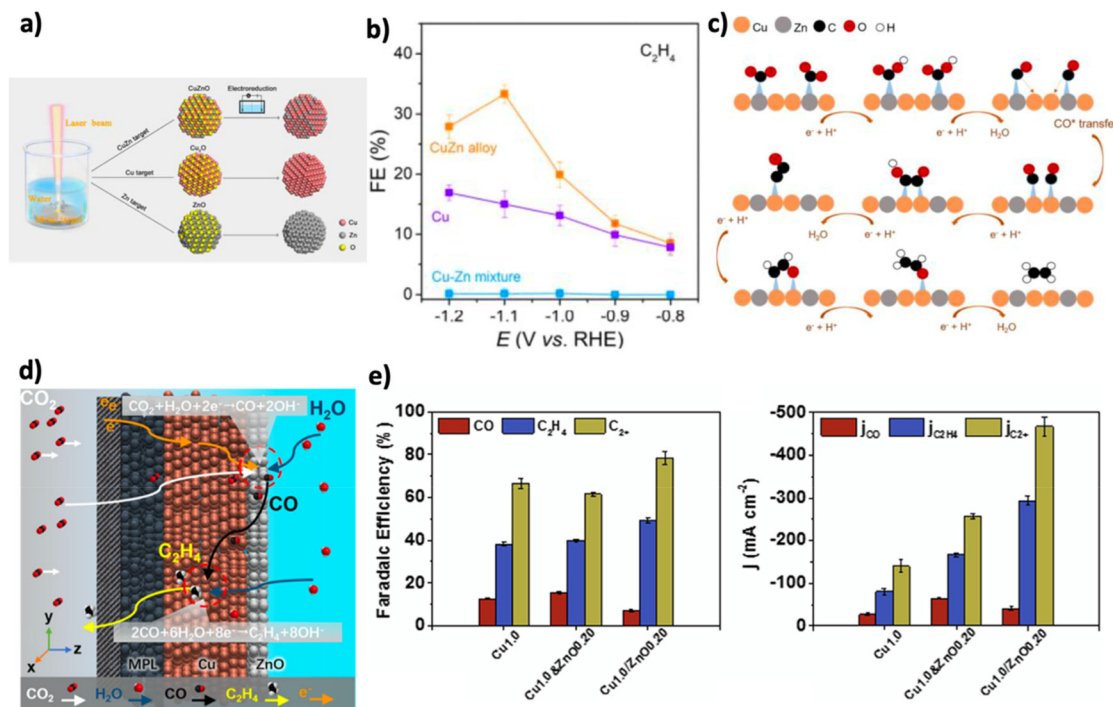 a)
Laser beam
Water
CuZn target
Cu target
Zn target
CuZnO
Cu₂O
ZnO
Electroreduction
Cu
Zn
O
b)
C₂H₄
FE (%)
40
30
20
10
0
CuZn alloy
Cu
Cu-Zn mixture
-1.2 -1.1 -1.0 -0.9 -0.8
E (V vs. RHE)
c)
Cu Zn C O H
e⁻ + H⁺
e⁻ + H⁺
H₂O
CO* transfer
e⁻ + H⁺
H₂O
e⁻ + H⁺
e⁻ + H⁺
e⁻ + H⁺
e⁻ + H⁺
H₂O
d)
CO₂
e⁻
CO₂+H₂O+2e⁻→CO+2OH⁻
H₂O
CO
C₂H₄
2CO+6H₂O+8e⁻→C₂H₄+8OH⁻
y
z
x
MPL Cu ZnO
CO₂ H₂O CO C₂H₄ e⁻
e)
Faradaic Efficiency (%)
100
80
60
40
20
0
CO C₂H₄ C₂₊
Cu1.0
Cu1.0&ZnO0.20
Cu1.0/ZnO0.20
J (mA cm⁻²)
-500
-400
-300
-200
-100
0
jCO jC2H4 jC2+
Cu1.0
Cu1.0&ZnO0.20
Cu1.0/ZnO0.20